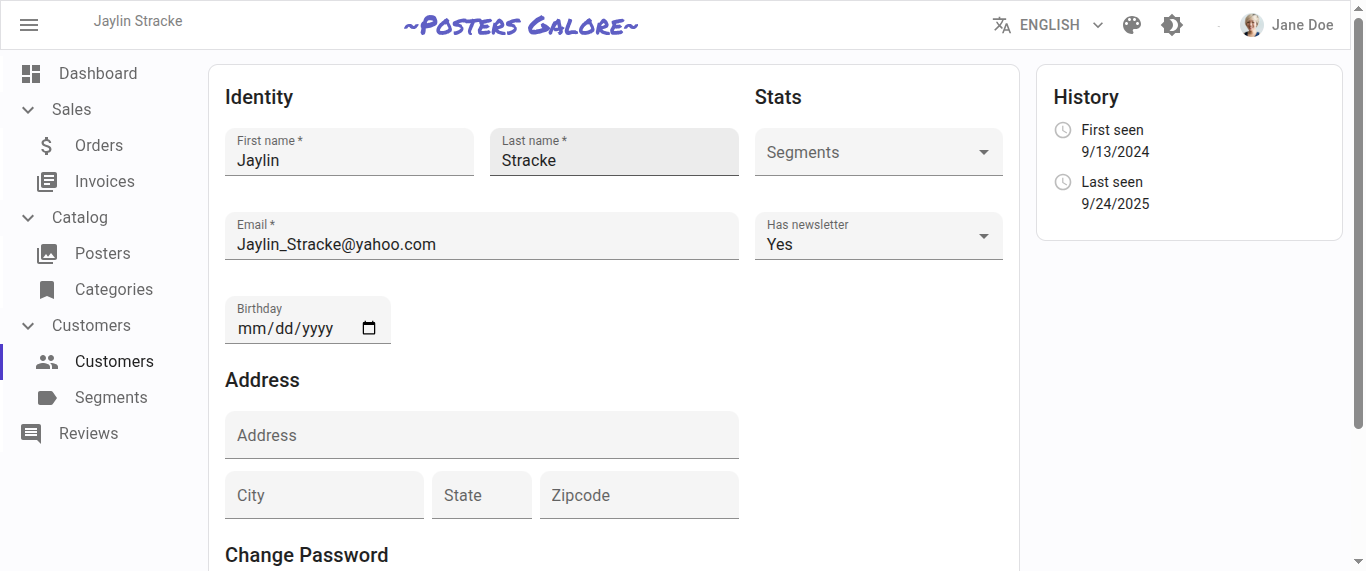 Jaylin Stracke
~Posters Galore~
ENGLISH
Jane Doe
Dashboard
Sales
Orders
Invoices
Catalog
Posters
Categories
Customers
Customers
Segments
Reviews
Identity
First name *
Jaylin
Last name *
Stracke
Email *
Jaylin_Stracke@yahoo.com
Birthday
mm/dd/yyyy
Stats
Segments
Has newsletter
Yes
Address
Address
City
State
Zipcode
Change Password
History
First seen
9/13/2024
Last seen
9/24/2025